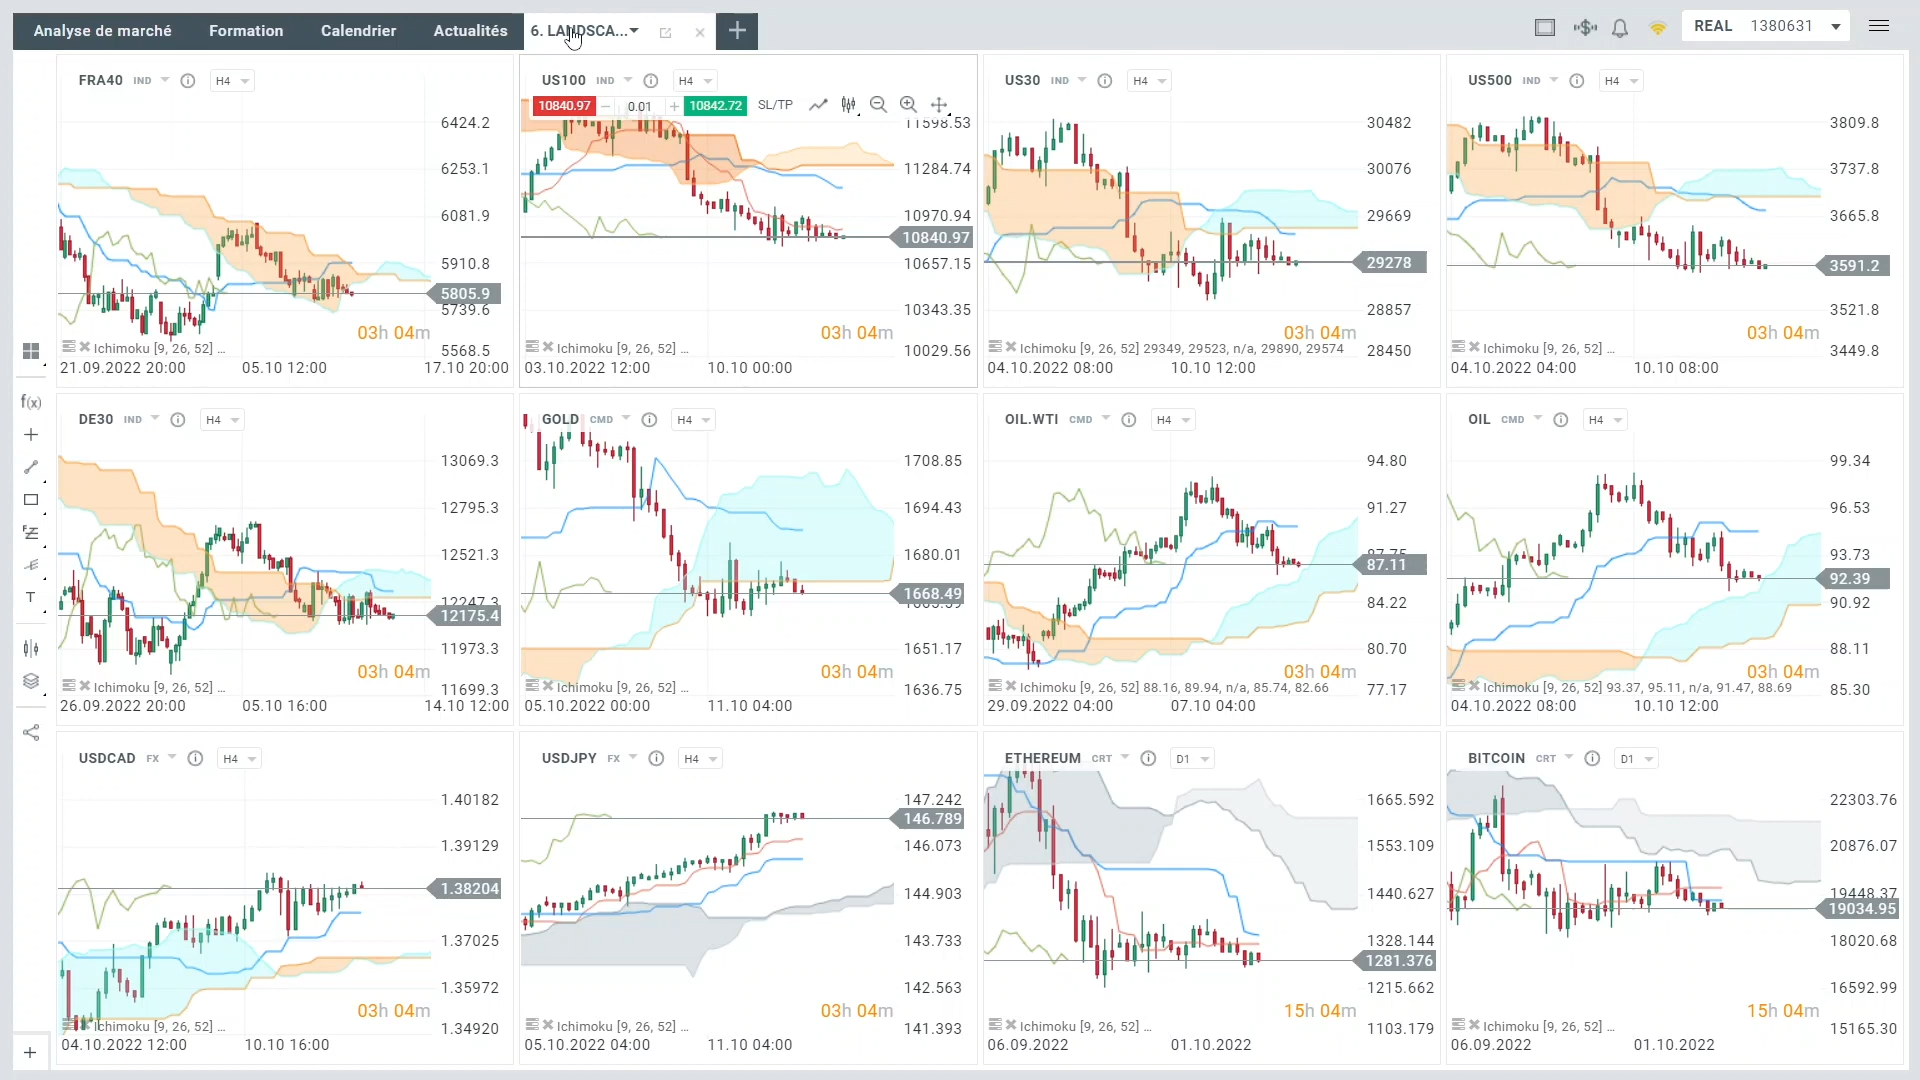 Analyse de marché Formation Calendrier Actualités 6. LANDSCA... REAL 1380631
FRA40 IND H4
6424.2
6253.1
6081.9
5910.8
5805.9
5739.6
03h 04m
Ichimoku [9, 26, 52] ...
5568.5
21.09.2022 20:00 05.10 12:00 17.10 20:00
US100 IND H4
10840.97 0.01 10842.72 SL/TP
11598.53
11284.74
10970.94
10840.97
10657.15
10343.35
03h 04m
Ichimoku [9, 26, 52] ...
10029.56
03.10.2022 12:00 10.10 00:00
US30 IND H4
30482
30076
29669
29278
28857
03h 04m
Ichimoku [9, 26, 52] 29349, 29523, n/a, 29890, 29574
28450
04.10.2022 08:00 10.10 12:00
US500 IND H4
3809.8
3737.8
3665.8
3591.2
3521.8
03h 04m
Ichimoku [9, 26, 52] ...
3449.8
04.10.2022 04:00 10.10 08:00
f(x)
T
DE30 IND H4
13069.3
12795.3
12521.3
12247.3
12175.4
11973.3
03h 04m
Ichimoku [9, 26, 52] ...
11699.3
26.09.2022 20:00 05.10 16:00 14.10 12:00
GOLD CMD H4
1708.85
1694.43
1680.01
1668.49
1651.17
03h 04m
Ichimoku [9, 26, 52] ...
1636.75
05.10.2022 00:00 11.10 04:00
OIL.WTI CMD H4
94.80
91.27
87.75
87.11
84.22
80.70
03h 04m
Ichimoku [9, 26, 52] 88.16, 89.94, n/a, 85.74, 82.66
77.17
29.09.2022 04:00 07.10 04:00
OIL CMD H4
99.34
96.53
93.73
92.39
90.92
88.11
03h 04m
Ichimoku [9, 26, 52] 93.37, 95.11, n/a, 91.47, 88.69
85.30
04.10.2022 08:00 10.10 12:00
USDCAD FX H4
1.40182
1.39129
1.38204
1.37025
1.35972
03h 04m
Ichimoku [9, 26, 52] ...
1.34920
04.10.2022 12:00 10.10 16:00
USDJPY FX H4
147.242
146.789
146.073
144.903
143.733
142.563
03h 04m
Ichimoku [9, 26, 52] ...
141.393
05.10.2022 04:00 11.10 04:00
ETHEREUM CRT D1
1665.592
1553.109
1440.627
1328.144
1281.376
1215.662
15h 04m
Ichimoku [9, 26, 52] ...
1103.179
06.09.2022 01.10.2022
BITCOIN CRT D1
22303.76
20876.07
19448.37
19034.95
18020.68
16592.99
15h 04m
Ichimoku [9, 26, 52] ...
15165.30
06.09.2022 01.10.2022